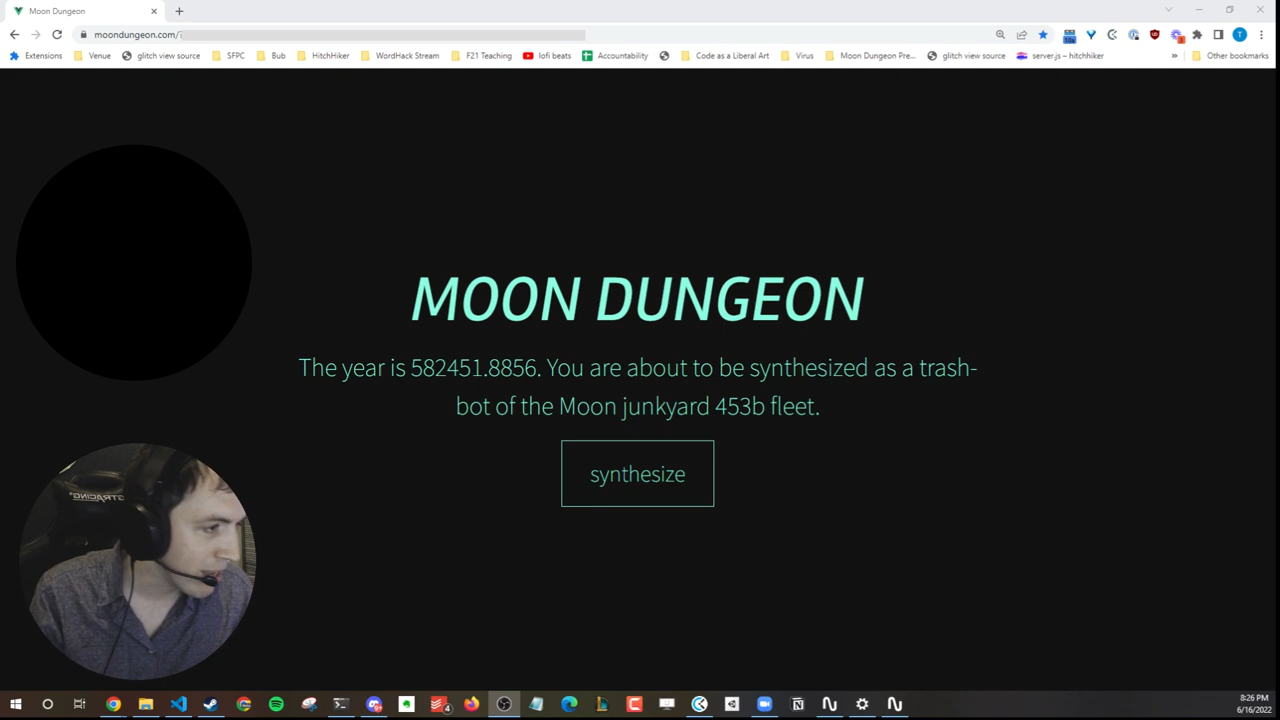 Moon Dungeon
moondungeon.com/
Extensions Venue glitch view source SFPC Bub HitchHiker WordHack Stream F21 Teaching lofi beats Accountability Code as a Liberal Art Virus Moon Dungeon Pre... glitch view source server.js – hitchhiker » Other bookmarks
MOON DUNGEON
The year is 582451.8856. You are about to be synthesized as a trash-
bot of the Moon junkyard 453b fleet.
synthesize
GTRACING
8:26 PM
6/16/2022